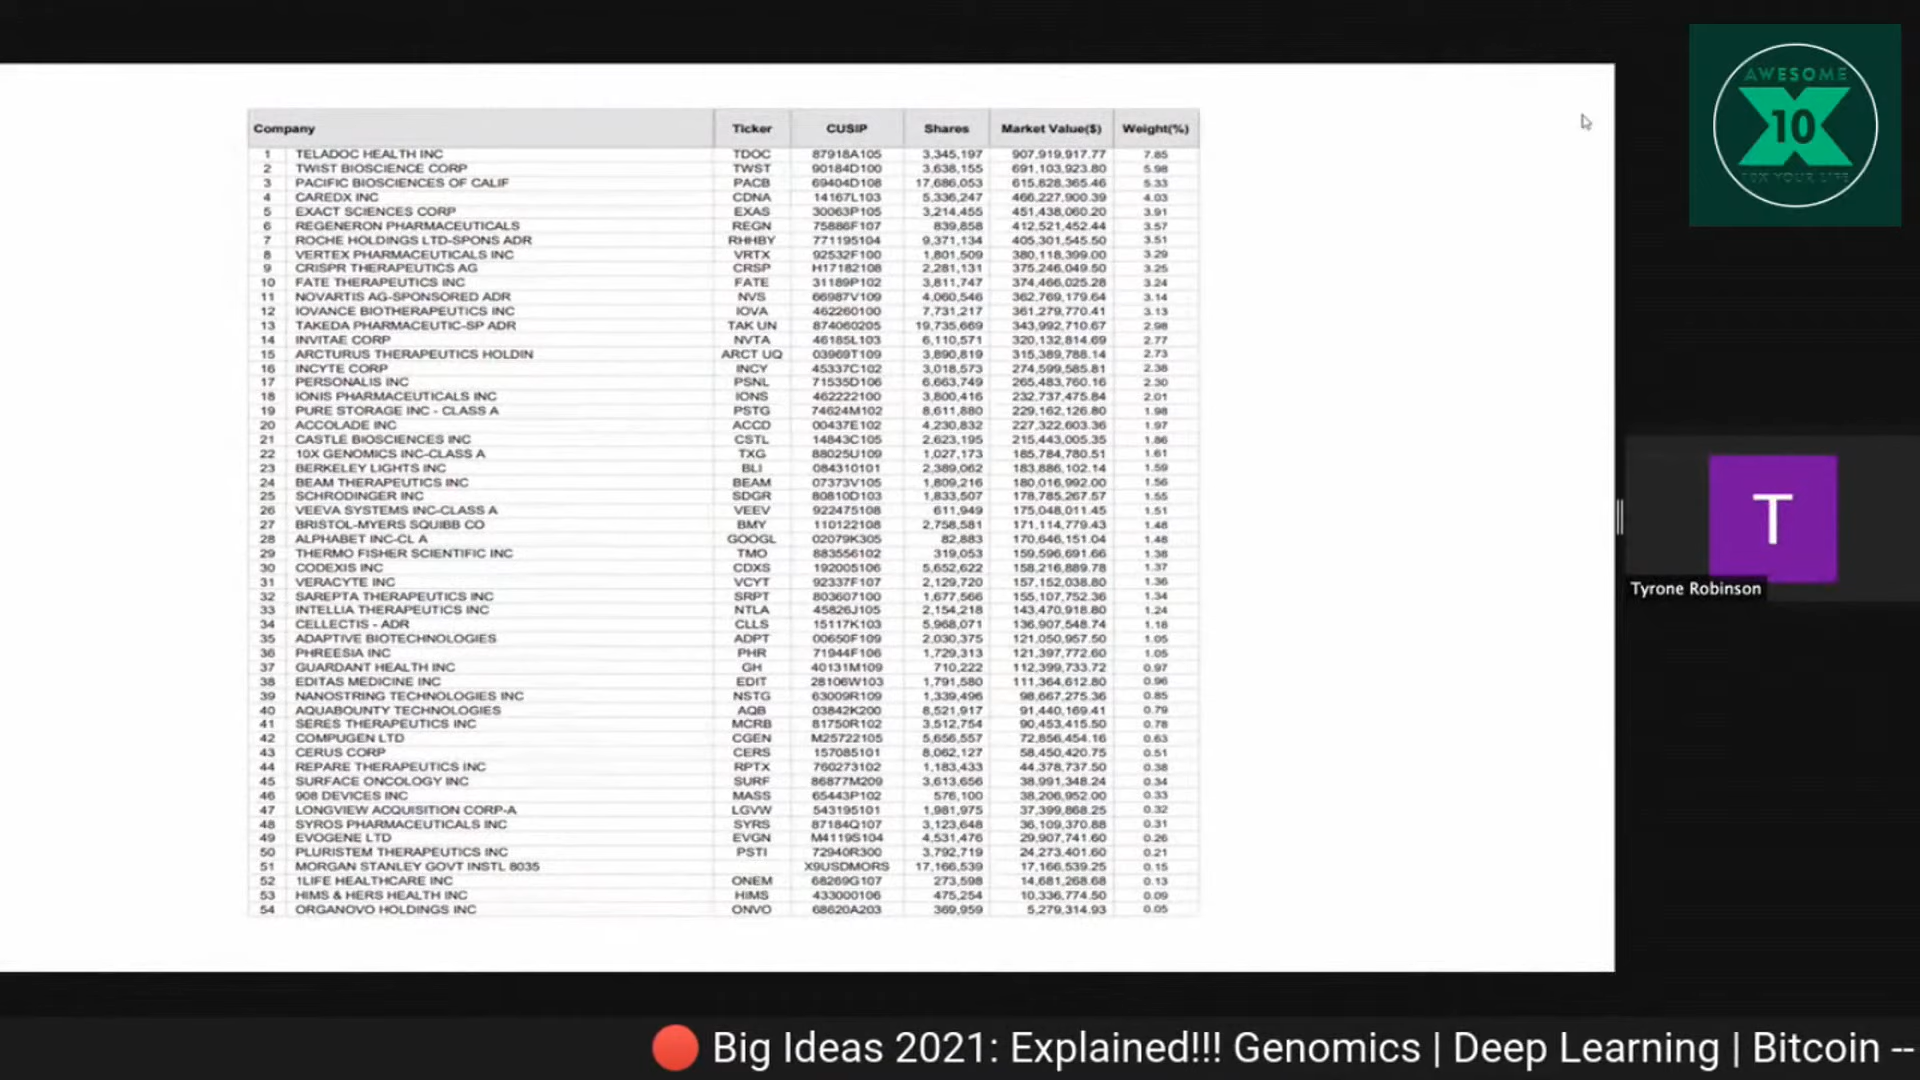 AWESOME
10
10X YOUR LIFE
Company Ticker CUSIP Shares Market Value($) Weight(%)
1 TELADOC HEALTH INC TDOC 87918A105 3,345,197 907,919,917.77 7.85
2 TWIST BIOSCIENCE CORP TWST 90184D100 3,638,155 691,103,923.80 5.98
3 PACIFIC BIOSCIENCES OF CALIF PACB 69404D108 17,686,053 615,828,365.46 5.33
4 CAREDX INC CDNA 14167L103 5,336,247 466,227,900.39 4.03
5 EXACT SCIENCES CORP EXAS 30063P105 3,214,455 451,438,060.20 3.91
6 REGENERON PHARMACEUTICALS REGN 75886F107 839,858 412,521,452.44 3.57
7 ROCHE HOLDINGS LTD-SPONS ADR RHHBY 771195104 9,371,134 405,301,545.50 3.51
8 VERTEX PHARMACEUTICALS INC VRTX 92532F100 1,801,509 380,118,399.00 3.29
9 CRISPR THERAPEUTICS AG CRSP H17182108 2,281,131 375,246,049.50 3.25
10 FATE THERAPEUTICS INC FATE 31189P102 3,811,747 374,466,025.28 3.24
11 NOVARTIS AG-SPONSORED ADR NVS 66987V109 4,060,546 362,769,179.64 3.14
12 IOVANCE BIOTHERAPEUTICS INC IOVA 462260100 7,731,217 361,279,770.41 3.13
13 TAKEDA PHARMACEUTIC-SP ADR TAK UN 874060205 19,735,669 343,992,710.67 2.98
14 INVITAE CORP NVTA 46185L103 6,110,571 320,132,814.69 2.77
15 ARCTURUS THERAPEUTICS HOLDIN ARCT UQ 03969T109 3,890,819 315,389,788.14 2.73
16 INCYTE CORP INCY 45337C102 3,018,573 274,599,585.81 2.38
17 PERSONALIS INC PSNL 71535D106 6,663,749 265,483,760.16 2.30
18 IONIS PHARMACEUTICALS INC IONS 462222100 3,800,416 232,737,475.84 2.01
19 PURE STORAGE INC - CLASS A PSTG 74624M102 8,611,880 229,162,126.80 1.98
20 ACCOLADE INC ACCD 00437E102 4,230,832 227,322,603.36 1.97
21 CASTLE BIOSCIENCES INC CSTL 14843C105 2,623,195 215,443,005.35 1.86
22 10X GENOMICS INC-CLASS A TXG 88025U109 1,027,173 185,784,780.51 1.61
23 BERKELEY LIGHTS INC BLI 084310101 2,389,062 183,886,102.14 1.59
24 BEAM THERAPEUTICS INC BEAM 07373V105 1,809,216 180,016,992.00 1.56
25 SCHRODINGER INC SDGR 80810D103 1,833,507 178,785,267.57 1.55
26 VEEVA SYSTEMS INC-CLASS A VEEV 922475108 611,949 175,048,011.45 1.51
27 BRISTOL-MYERS SQUIBB CO BMY 110122108 2,758,581 171,114,779.43 1.48
28 ALPHABET INC-CL A GOOGL 02079K305 82,883 170,646,151.04 1.48
29 THERMO FISHER SCIENTIFIC INC TMO 883556102 319,053 159,596,691.66 1.38
30 CODEXIS INC CDXS 192005106 5,652,622 158,216,889.78 1.37
31 VERACYTE INC VCYT 92337F107 2,129,720 157,152,038.80 1.36
32 SAREPTA THERAPEUTICS INC SRPT 803607100 1,677,566 155,107,752.36 1.34
33 INTELLIA THERAPEUTICS INC NTLA 45826J105 2,154,218 143,470,918.80 1.24
34 CELLECTIS - ADR CLLS 15117K103 5,968,071 136,907,548.74 1.18
35 ADAPTIVE BIOTECHNOLOGIES ADPT 00650F109 2,030,375 121,050,957.50 1.05
36 PHREESIA INC PHR 71944F106 1,729,313 121,397,772.60 1.05
37 GUARDANT HEALTH INC GH 40131M109 710,222 112,399,733.72 0.97
38 EDITAS MEDICINE INC EDIT 28106W103 1,791,580 111,364,612.80 0.96
39 NANOSTRING TECHNOLOGIES INC NSTG 63009R109 1,339,496 98,667,275.36 0.85
40 AQUABOUNTY TECHNOLOGIES AQB 03842K200 8,521,917 91,440,169.41 0.79
41 SERES THERAPEUTICS INC MCRB 81750R102 3,512,754 90,453,415.50 0.78
42 COMPUGEN LTD CGEN M25722105 5,656,557 72,856,454.16 0.63
43 CERUS CORP CERS 157085101 8,062,127 58,450,420.75 0.51
44 REPARE THERAPEUTICS INC RPTX 760273102 1,183,433 44,378,737.50 0.38
45 SURFACE ONCOLOGY INC SURF 86877M209 3,613,656 38,991,348.24 0.34
46 908 DEVICES INC MASS 65443P102 576,100 38,206,952.00 0.33
47 LONGVIEW ACQUISITION CORP-A LGVW 543195101 1,981,975 37,399,868.25 0.32
48 SYROS PHARMACEUTICALS INC SYRS 87184Q107 3,123,648 36,109,370.88 0.31
49 EVOGENE LTD EVGN M4119S104 4,531,476 29,907,741.60 0.26
50 PLURISTEM THERAPEUTICS INC PSTI 72940R300 3,792,719 24,273,401.60 0.21
51 MORGAN STANLEY GOVT INSTL 8035 X9USDMORS 17,166,539 17,166,539.25 0.15
52 1LIFE HEALTHCARE INC ONEM 68269G107 273,598 14,681,268.68 0.13
53 HIMS & HERS HEALTH INC HIMS 433000106 475,254 10,336,774.50 0.09
54 ORGANOVO HOLDINGS INC ONVO 68620A203 369,959 5,279,314.93 0.05
T
Tyrone Robinson
Big Ideas 2021: Explained!!! Genomics | Deep Learning | Bitcoin --